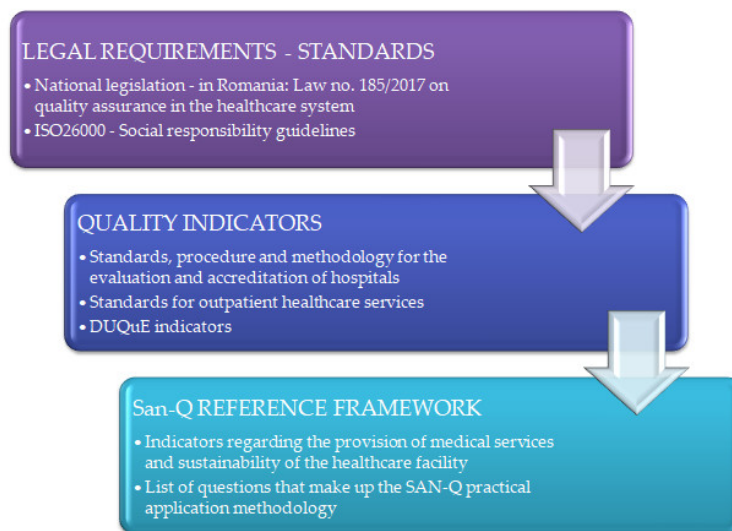 LEGAL REQUIREMENTS - STANDARDS
• National legislation - in Romania: Law no. 185/2017 on
quality assurance in the healthcare system
• ISO26000 - Social responsibility guidelines
QUALITY INDICATORS
• Standards, procedure and methodology for the
evaluation and accreditation of hospitals
• Standards for outpatient healthcare services
• DUQuE indicators
San-Q REFERENCE FRAMEWORK
• Indicators regarding the provision of medical services
and sustainability of the healthcare facility
• List of questions that make up the SAN-Q practical
application methodology